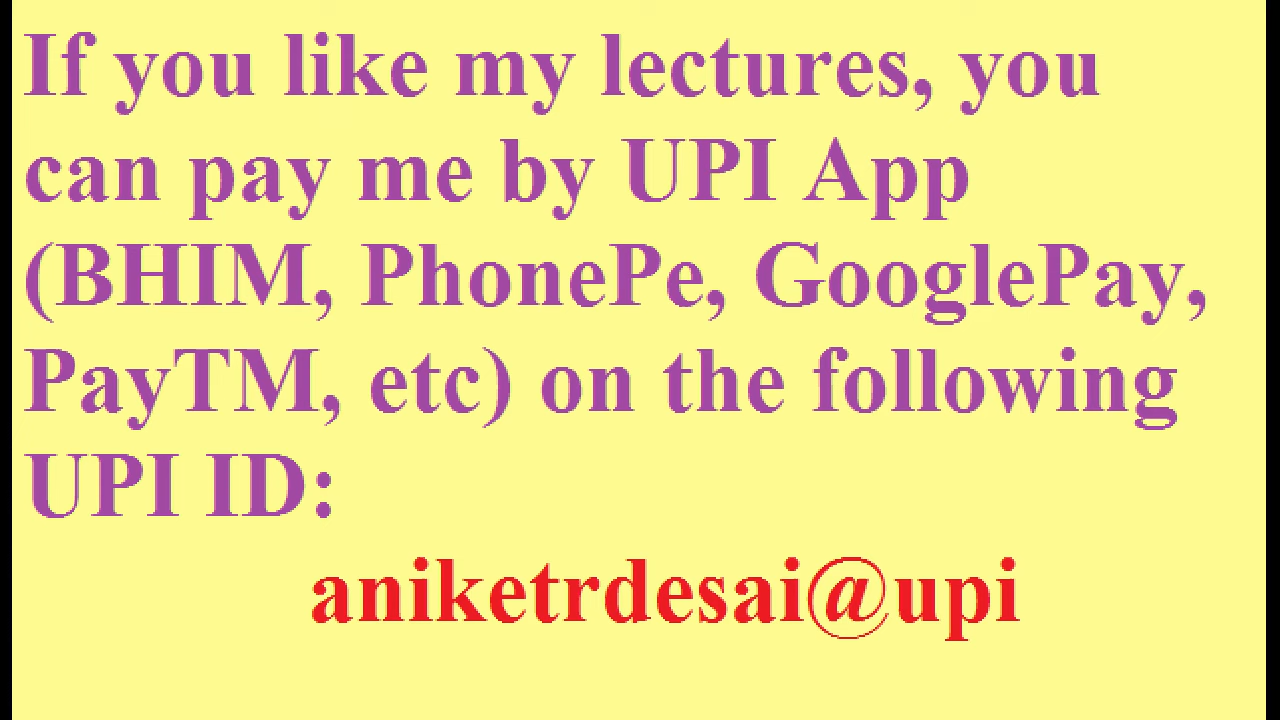 If you like my lectures, you
can pay me by UPI App
(BHIM, PhonePe, GooglePay,
PayTM, etc) on the following
UPI ID:
aniketrdesai@upi